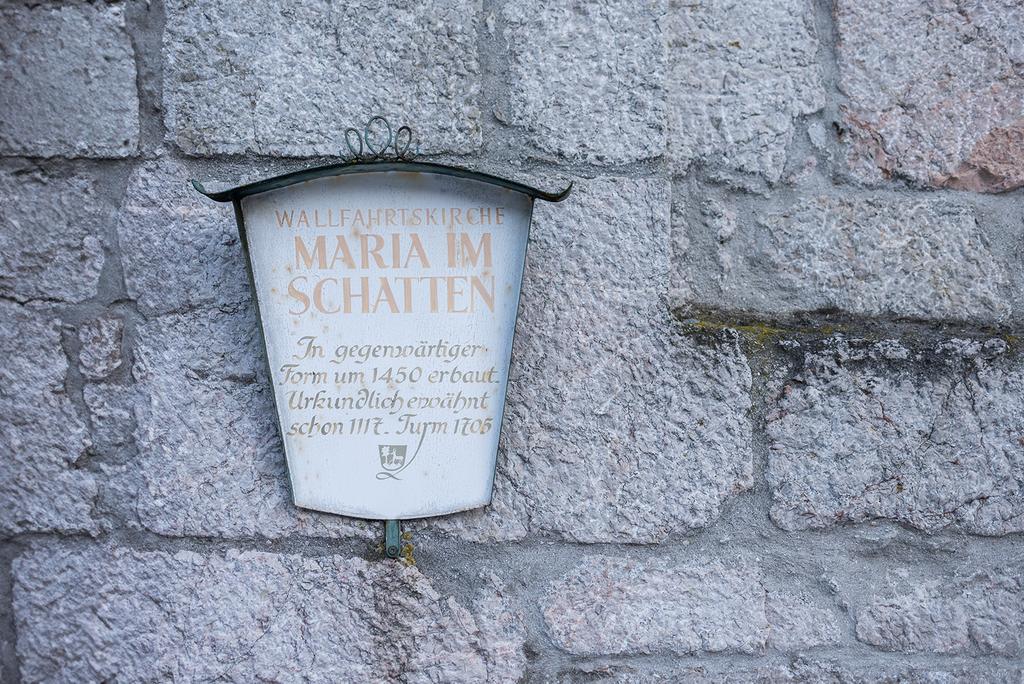 WALLFAHRTSKIRCHE
MARIA IM
SCHATTEN
In gegenwärtiger
Form um 1450 erbaut.
Urkundlich erwähnt
schon 1117. Turm 1706